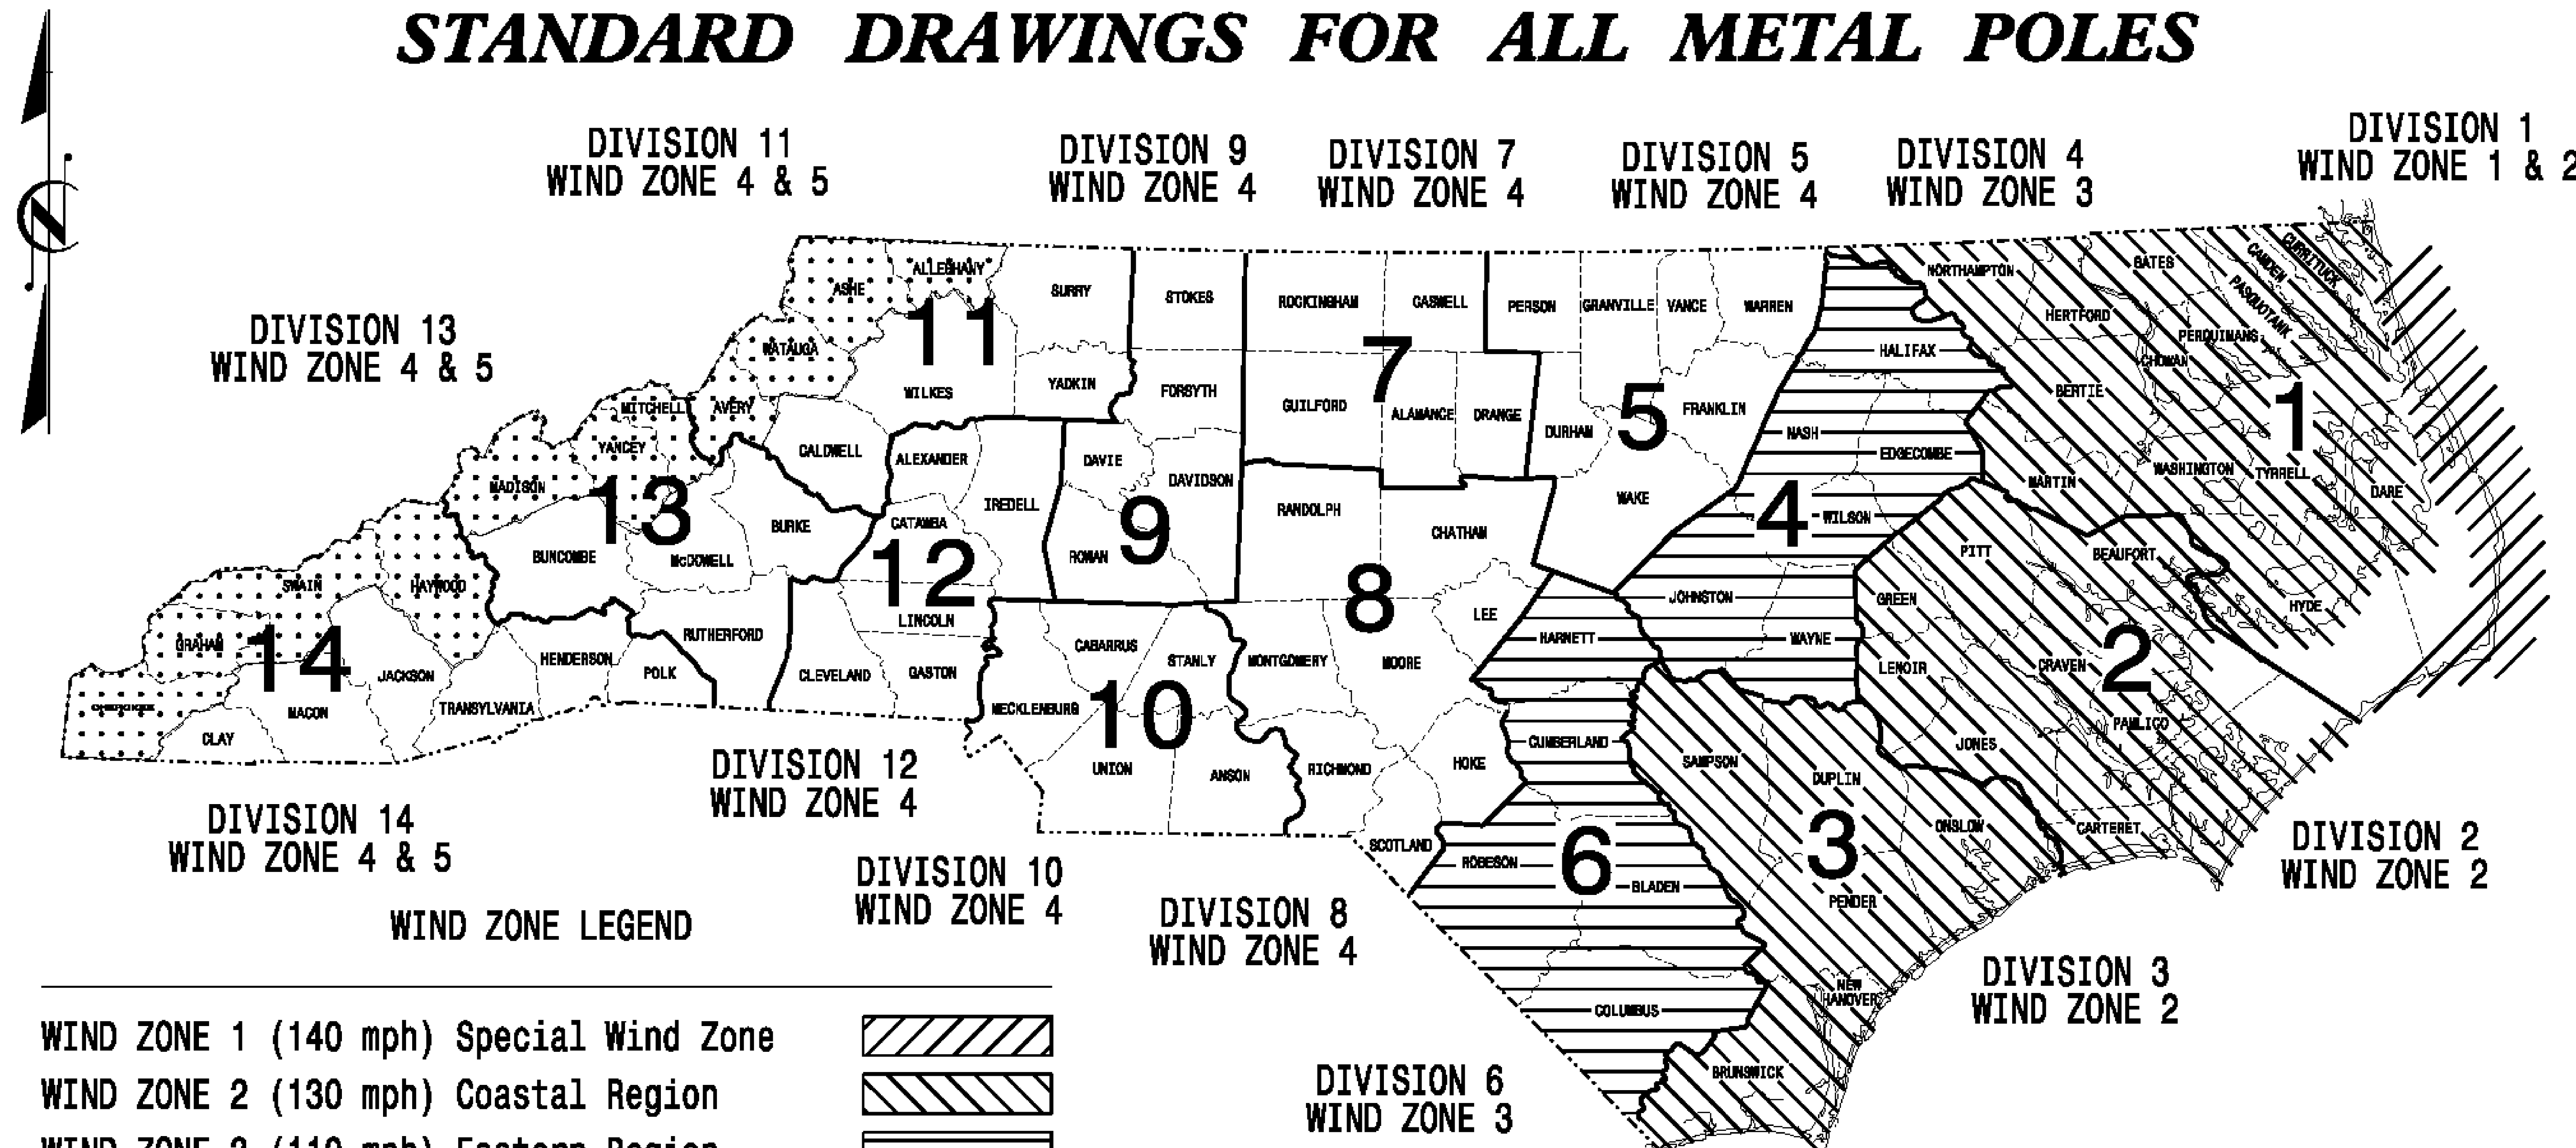 STANDARD DRAWINGS FOR ALL METAL POLES
DIVISION 1
WIND ZONE 1 & 2
DIVISION 11
WIND ZONE 4 & 5
DIVISION 9
WIND ZONE 4
DIVISION 7
WIND ZONE 4
DIVISION 5
WIND ZONE 4
DIVISION 4
WIND ZONE 3
N
DIVISION 13
WIND ZONE 4 & 5
ASHE
ALLEGHANY
SURRY
STOKES
ROCKINGHAM
CASWELL
PERSON
GRANVILLE
VANCE
WARREN
NORTHAMPTON
GATES
CAMDEN
CURRITUCK
PASQUOTANK
HERTFORD
PERQUIMANS
CHOWAN
11
WATAUGA
WILKES
YADKIN
FORSYTH
GUILFORD
7
ALAMANCE
ORANGE
DURHAM
5
FRANKLIN
HALIFAX
BERTIE
1
MITCHELL
AVERY
YANCEY
CALDWELL
ALEXANDER
DAVIE
DAVIDSON
NASH
EDGECOMBE
MARTIN
WASHINGTON
TYRRELL
DARE
MADISON
13
BURKE
CATAWBA
IREDELL
9
RANDOLPH
WAKE
4
WILSON
CHATHAM
BUNCOMBE
McDOWELL
12
ROWAN
PITT
BEAUFORT
SWAIN
HAYWOOD
LINCOLN
8
LEE
JOHNSTON
GREEN
HYDE
GRAHAM
14
JACKSON
HENDERSON
RUTHERFORD
POLK
CLEVELAND
GASTON
CABARRUS
STANLY
MONTGOMERY
MOORE
HARNETT
WAYNE
LENOIR
CRAVEN
2
CHEROKEE
MACON
TRANSYLVANIA
MECKLENBURG
10
PAMLICO
CLAY
UNION
ANSON
RICHMOND
HOKE
CUMBERLAND
SAMPSON
DUPLIN
JONES
SCOTLAND
ROBESON
6
BLADEN
3
ONSLOW
CARTERET
PENDER
DIVISION 12
WIND ZONE 4
DIVISION 14
WIND ZONE 4 & 5
DIVISION 10
WIND ZONE 4
DIVISION 8
WIND ZONE 4
DIVISION 2
WIND ZONE 2
DIVISION 3
WIND ZONE 2
NEW
HANOVER
COLUMBUS
BRUNSWICK
DIVISION 6
WIND ZONE 3
WIND ZONE LEGEND
WIND ZONE 1 (140 mph) Special Wind Zone
WIND ZONE 2 (130 mph) Coastal Region
WIND ZONE 3 (110 mph) Eastern Region